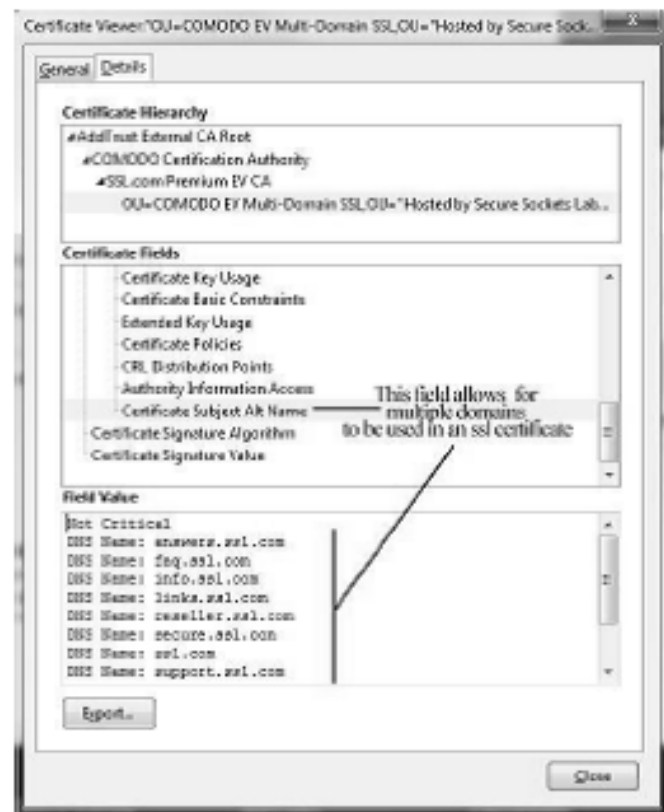 Certificate Viewer:"OU=COMODO EV Multi-Domain SSL,OU="Hosted by Secure Sock...
General Details
Certificate Hierarchy
AddTrust External CA Root
COMODO Certification Authority
SSL.com Premium EV CA
OU=COMODO EV Multi-Domain SSL,OU="Hosted by Secure Sockets Lab...
Certificate Fields
Certificate Key Usage
Certificate Basic Constraints
Extended Key Usage
Certificate Policies
CRL Distribution Points
Authority Information Access
Certificate Subject Alt Name
Certificate Signature Algorithm
Certificate Signature Value
This field allows for
multiple domains
to be used in an ssl certificate
Field Value
Not Critical
DNS Name: answers.ssl.com
DNS Name: faq.ssl.com
DNS Name: info.ssl.com
DNS Name: links.ssl.com
DNS Name: reseller.ssl.com
DNS Name: secure.ssl.com
DNS Name: ssl.com
DNS Name: support.ssl.com
Export...
Close